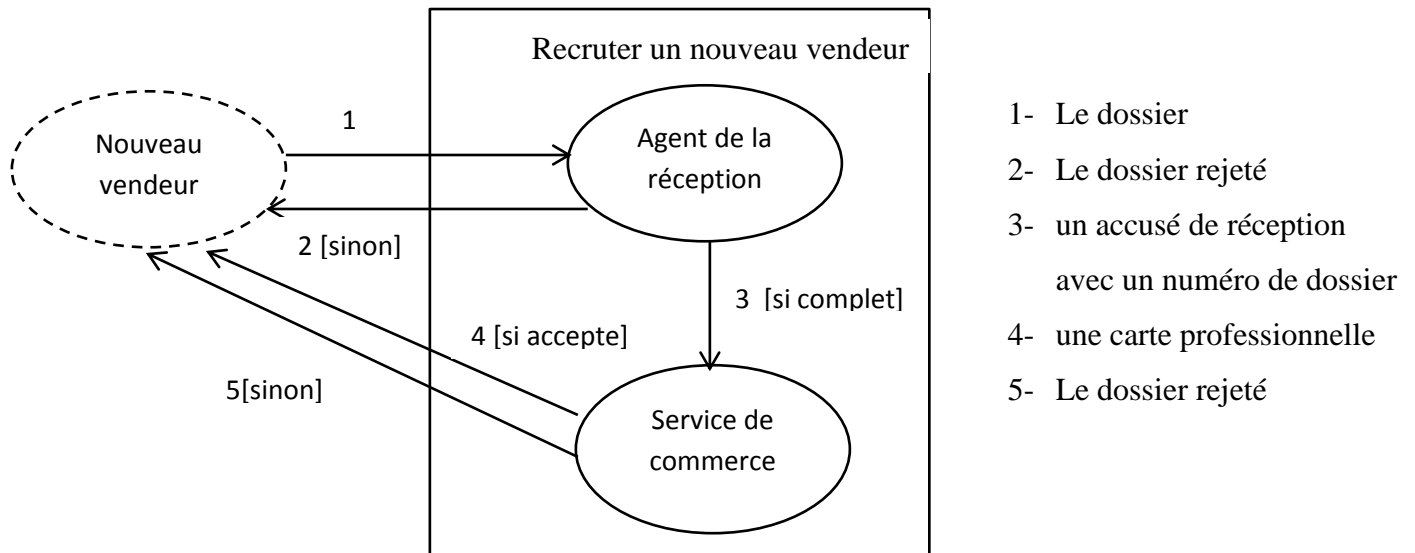 Recruter un nouveau vendeur
Nouveau
vendeur
1
Agent de la
réception
2 [sinon]
3 [si complet]
4 [si accepte]
5[sinon]
Service de
commerce
1- Le dossier
2- Le dossier rejeté
3- un accusé de réception
avec un numéro de dossier
4- une carte professionnelle
5- Le dossier rejeté